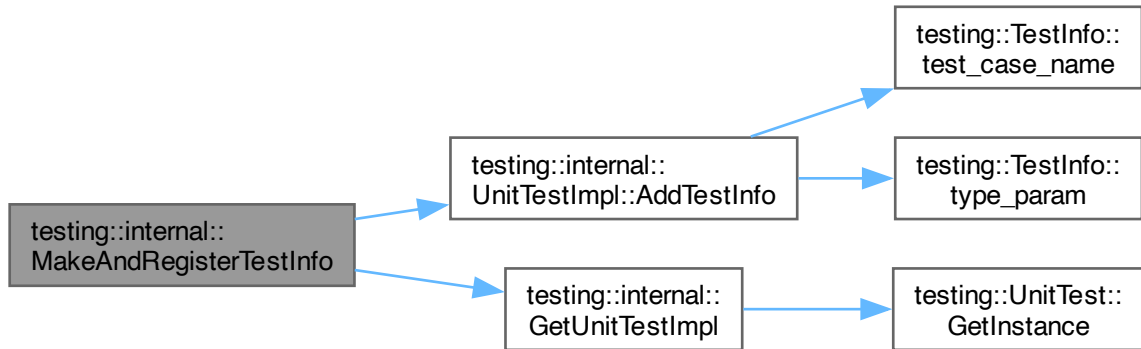 testing::internal::
MakeAndRegisterTestInfo
testing::internal::
UnitTestImpl::AddTestInfo
testing::TestInfo::
test_case_name
testing::TestInfo::
type_param
testing::internal::
GetUnitTestImpl
testing::UnitTest::
GetInstance